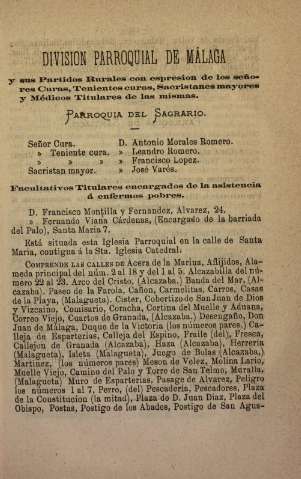 DIVISION PARROQUIAL DE MÁLAGA
y sus Partidos Rurales con espresion de los seño-
res Curas, Tenientes curas, Sacristanes mayores
y Médicos Titulares de las mismas.
PARROQUIA DEL SAGRARIO.
Señor Cura. D. Antonio Morales Romero.
» Teniente cura. » Leandro Romero.
» » » » Francisco Lopez.
Sacristan mayor. » José Varés.
Facultativos Titulares encargados de la asistencia
á enfermos pobres.
D. Francisco Montilla y Fernandez, Alvarez, 24,
» Fernando Viana Cárdenas, (Encargado de la barriada
del Palo), Santa Maria 7.
Está situada esta Iglesia Parroquial en la calle de Santa
Maria, contigua á la Sta. Iglesia Catedral:
COMPRENDE LAS CALLES DE Acera de la Marina, Aflijidos, Ala-
meda principal del núm. 2 al 18 y del 1 al 5. Alcazabilla del nú-
mero 22 al 23. Arco del Cristo, (Alcazaba). Banda del Mar, (Al-
cazaba). Paseo de la Farola, Cañon, Carmelitas, Carros, Casas
de la Playa, (Malagueta). Cister, Cobertizo de San Juan de Dios
y Vizcaino, Comisario, Coracha, Cortina del Muelle y Aduana,
Correo Viejo, Cuartos de Granada, (Alcazaba). Desengaño, Don
Juan de Málaga, Duque de la Victoria (los números pares), Ca-
lleja de Esparterias, Calleja del Espino, Fraile (del), Fresca,
Callejon de Granada (Alcazaba), Haza (Alcazaba), Herreria
(Malagueta), Isleta (Malagueta), Juego de Bolas (Alcazaba),
Martinez, (los números pares) Meson de Velez, Molina Lario,
Muelle Viejo, Camino del Palo y Torre de San Telmo, Muralla,
(Malagueta) Muro de Esparterias, Pasage de Alvarez, Peligro
los números 1 al 7, Perro, (del) Pescaderia, Pescadores, Plaza
de la Constitucion (la mitad), Plaza de D. Juan Diaz, Plaza del
Obispo, Postas, Postigo de los Abades, Postigo de San Agus-